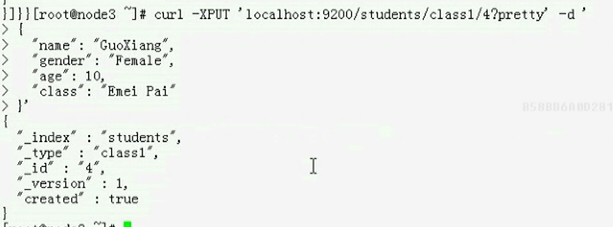 ]]}}}[root@node3 ~]# curl -XPUT 'localhost:9200/students/class1/4?pretty' -d '
> {
>   "name": "GuoXiang",
>   "gender": "Female",
>   "age": 10,
>   "class": "Emei Pai"
> }'
{
  "_index" : "students",
  "_type" : "class1",
  "_id" : "4",
  "_version" : 1,
  "created" : true
}
[root@node3 ~]#